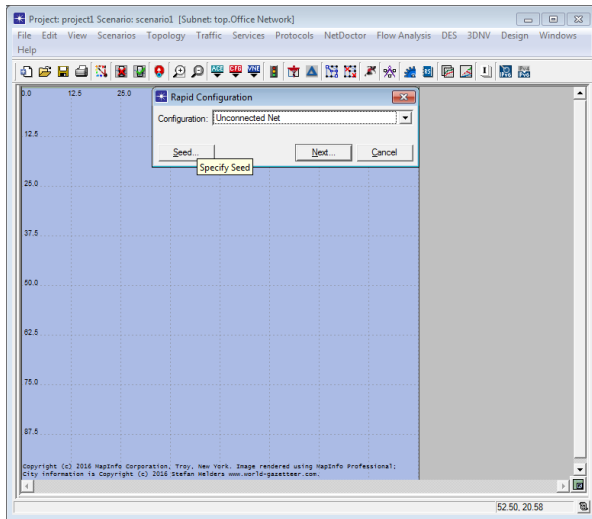 Project: project1 Scenario: scenario1 [Subnet: top.Office Network]
File Edit View Scenarios Topology Traffic Services Protocols NetDoctor Flow Analysis DES 3DNV Design Windows
Help
0.0 12.5 25.0
Rapid Configuration
Configuration: Unconnected Net
12.5
Seed... Next... Cancel
Specify Seed
25.0
37.5
50.0
62.5
75.0
87.5
Copyright (c) 2016 MapInfo Corporation, Troy, New York. Image rendered using MapInfo Professional;
City information is Copyright (c) 2016 Stefan Helders www.world-gazetteer.com.
52.50, 20.58